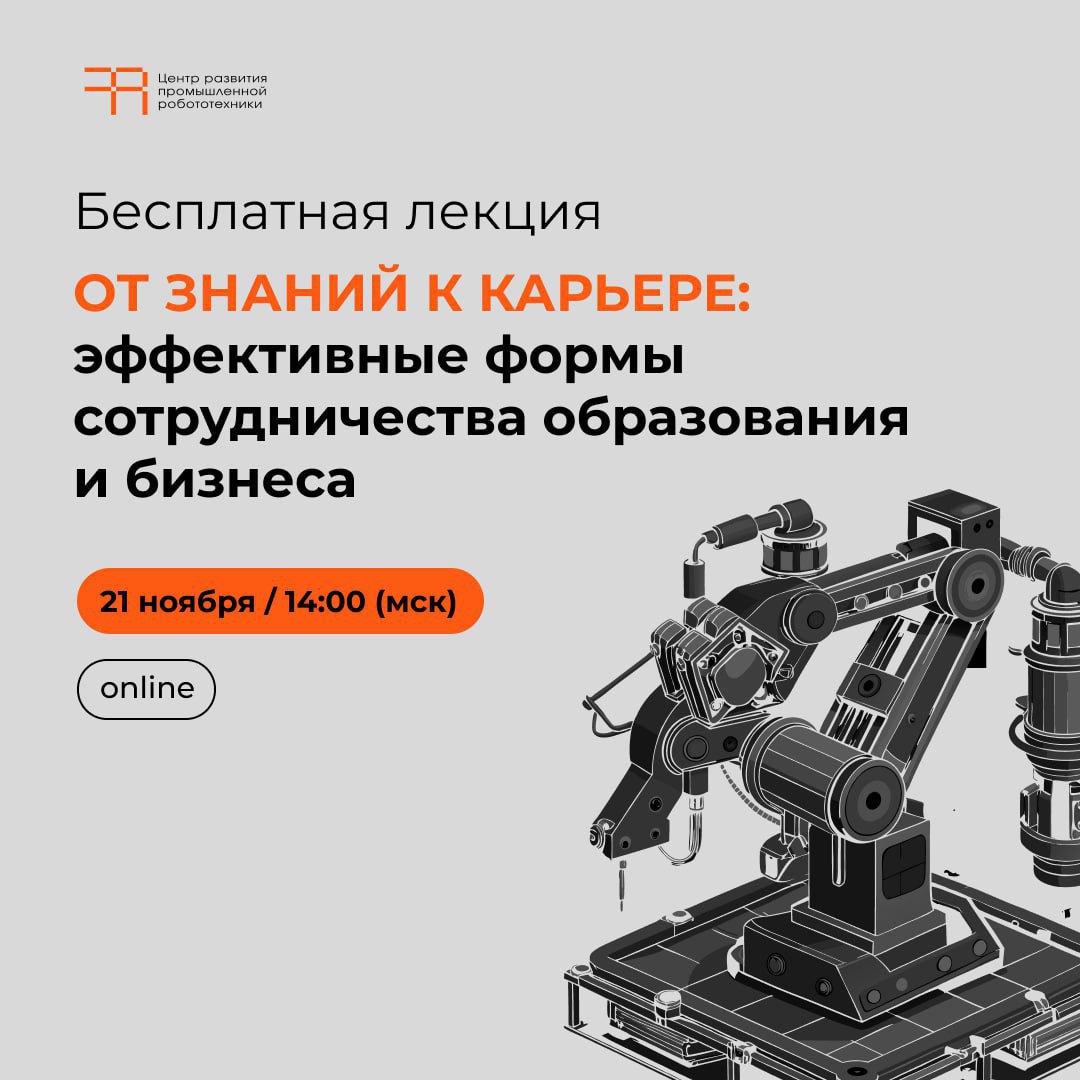 Центр развития
промышленной
робототехники
Бесплатная лекция
ОТ ЗНАНИЙ К КАРЬЕРЕ:
эффективные формы
сотрудничества образования
и бизнеса
21 ноября / 14:00 (мск)
online